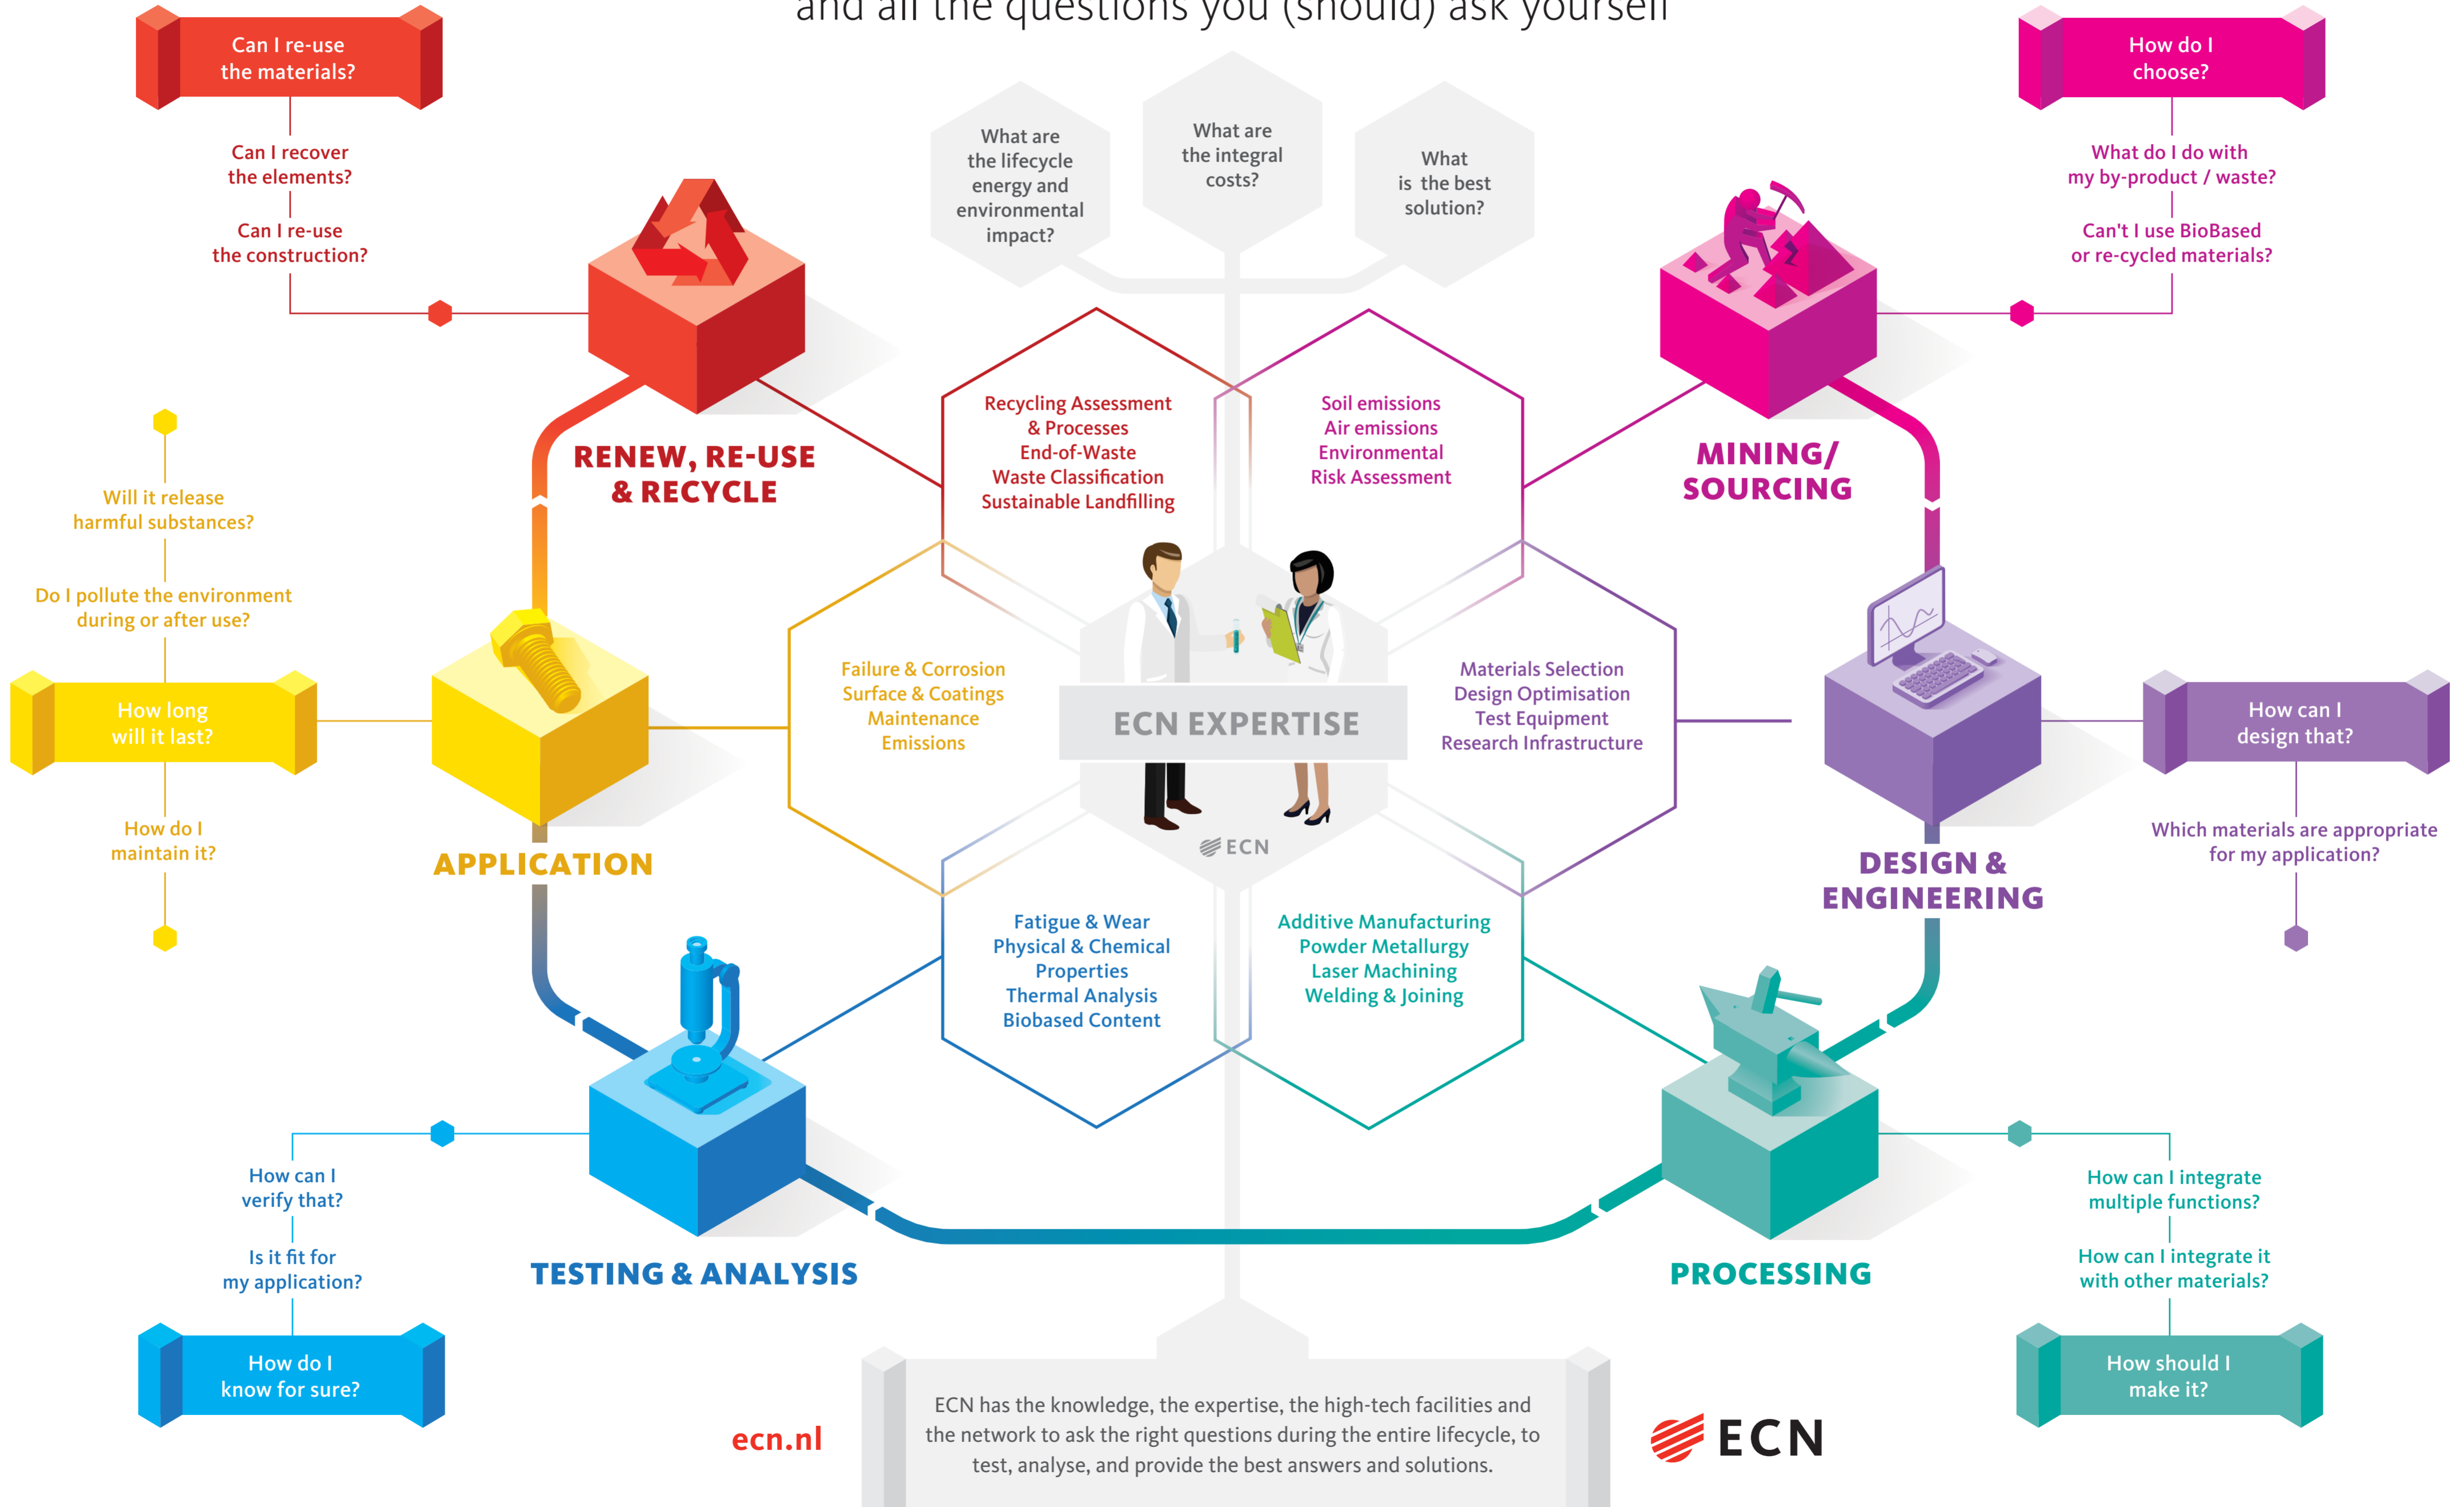 and all the questions you (should) ask yourself
Can I re-use
the materials?
Can I recover
the elements?
Can I re-use
the construction?
What are
the lifecycle
energy and
environmental
impact?
What are
the integral
costs?
What
is the best
solution?
How do I
choose?
What do I do with
my by-product / waste?
Can't I use BioBased
or re-cycled materials?
RENEW, RE-USE
& RECYCLE
Recycling Assessment
& Processes
End-of-Waste
Waste Classification
Sustainable Landfilling
Soil emissions
Air emissions
Environmental
Risk Assessment
MINING/
SOURCING
Will it release
harmful substances?
Do I pollute the environment
during or after use?
How long
will it last?
How do I
maintain it?
APPLICATION
Failure & Corrosion
Surface & Coatings
Maintenance
Emissions
ECN EXPERTISE
ECN
Materials Selection
Design Optimisation
Test Equipment
Research Infrastructure
DESIGN &
ENGINEERING
How can I
design that?
Which materials are appropriate
for my application?
Fatigue & Wear
Physical & Chemical
Properties
Thermal Analysis
Biobased Content
Additive Manufacturing
Powder Metallurgy
Laser Machining
Welding & Joining
How can I
verify that?
Is it fit for
my application?
How do I
know for sure?
TESTING & ANALYSIS
PROCESSING
How can I integrate
multiple functions?
How can I integrate it
with other materials?
How should I
make it?
ecn.nl
ECN has the knowledge, the expertise, the high-tech facilities and
the network to ask the right questions during the entire lifecycle, to
test, analyse, and provide the best answers and solutions.
ECN